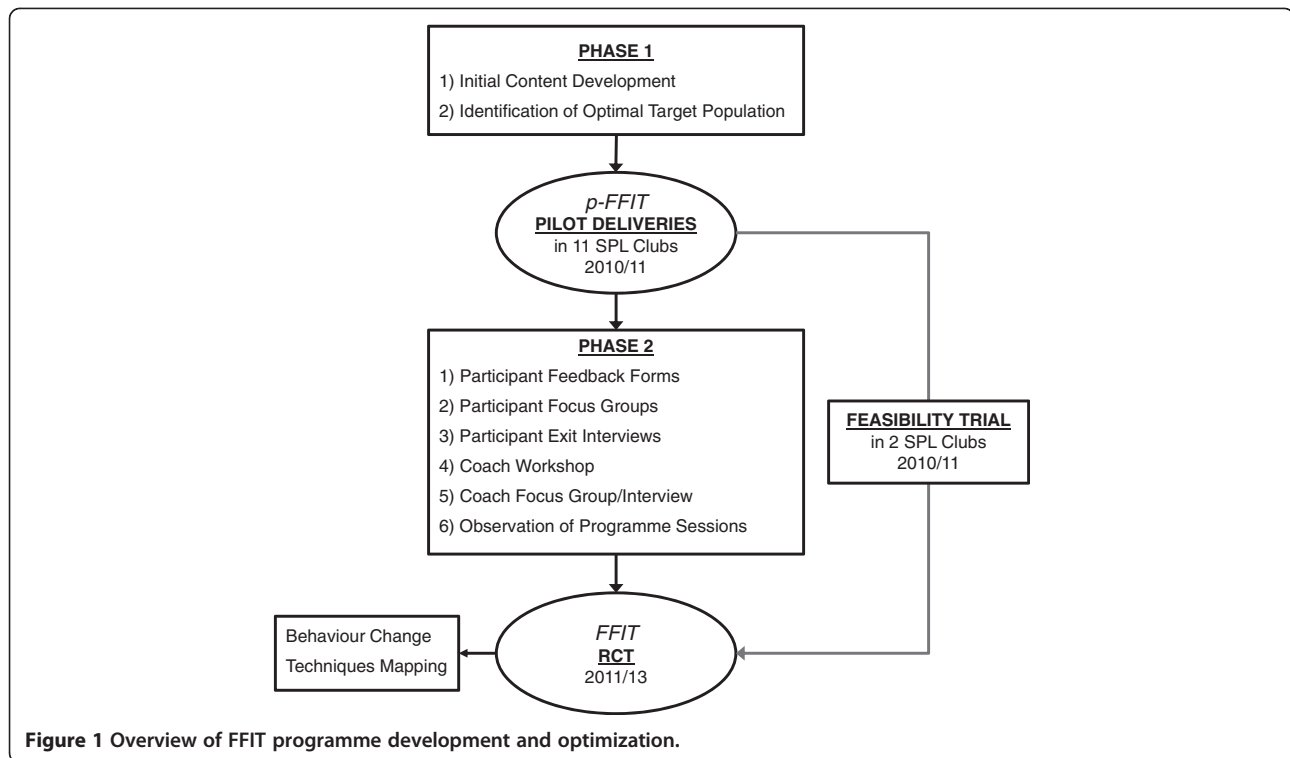 PHASE 1
1) Initial Content Development
2) Identification of Optimal Target Population
p-FFIT
PILOT DELIVERIES
in 11 SPL Clubs
2010/11
PHASE 2
1) Participant Feedback Forms
2) Participant Focus Groups
3) Participant Exit Interviews
4) Coach Workshop
5) Coach Focus Group/Interview
6) Observation of Programme Sessions
FEASIBILITY TRIAL
in 2 SPL Clubs
2010/11
FFIT
RCT
2011/13
Behaviour Change
Techniques Mapping
Figure 1 Overview of FFIT programme development and optimization.